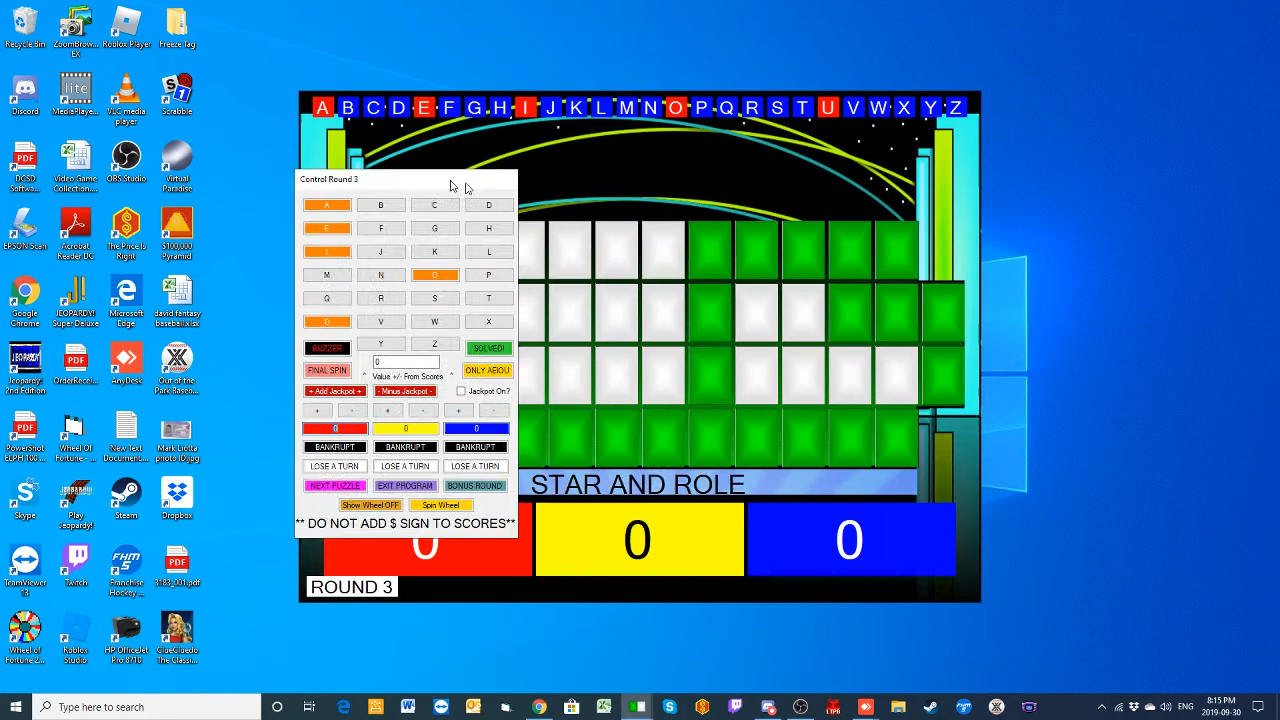 Recycle Bin
ZoomBrow... EX
Roblox Player
Freeze Tag
Discord
MediaPlaye...
VLC media player
Scrabble
DCSD Softwa...
Video Game Collection....
OBS Studio
Virtual Paradise
EPSON Scan
Acrobat Reader DC
The Price Is Right
$100,000 Pyramid
Google Chrome
JEOPARDY! Super Deluxe
Microsoft Edge
david fantasy baseball.xlsx
Jeopardy: 2nd Edition
OrderRecei...
AnyDesk
Out of the Park Baseb...
PowerShot ELPH 100 ...
Wheel Of Fortune - ...
New Text Document...
Mark Liotta photo ID.jpg
Skype
Play Jeopardy!
Steam
Dropbox
TeamViewer 13
Twitch
Franchise Hockey ...
3183_001.pdf
Wheel of Fortune 2...
Roblox Studio
HP OfficeJet Pro 8710
ClueCluedo The Classi...
A B C D E F G H I J K L M N O P Q R S T U V W X Y Z
Control Round 3
A B C D
E F G H
I J K L
M N O P
Q R S T
V W X
BUZZER Y Z SOLVED!
0
FINAL SPIN ^ Value +/- From Scores ^ ONLY AEIOU
+ Add Jackpot + - Minus Jackpot - Jackpot On?
+ - + - + -
0 0 0
BANKRUPT BANKRUPT BANKRUPT
LOSE A TURN LOSE A TURN LOSE A TURN
NEXT PUZZLE EXIT PROGRAM BONUS ROUND
Show Wheel OFF Spin Wheel
** DO NOT ADD $ SIGN TO SCORES**
STAR AND ROLE
0 0 0
ROUND 3
Type here to search
ENG
8:15 PM
2019-09-30